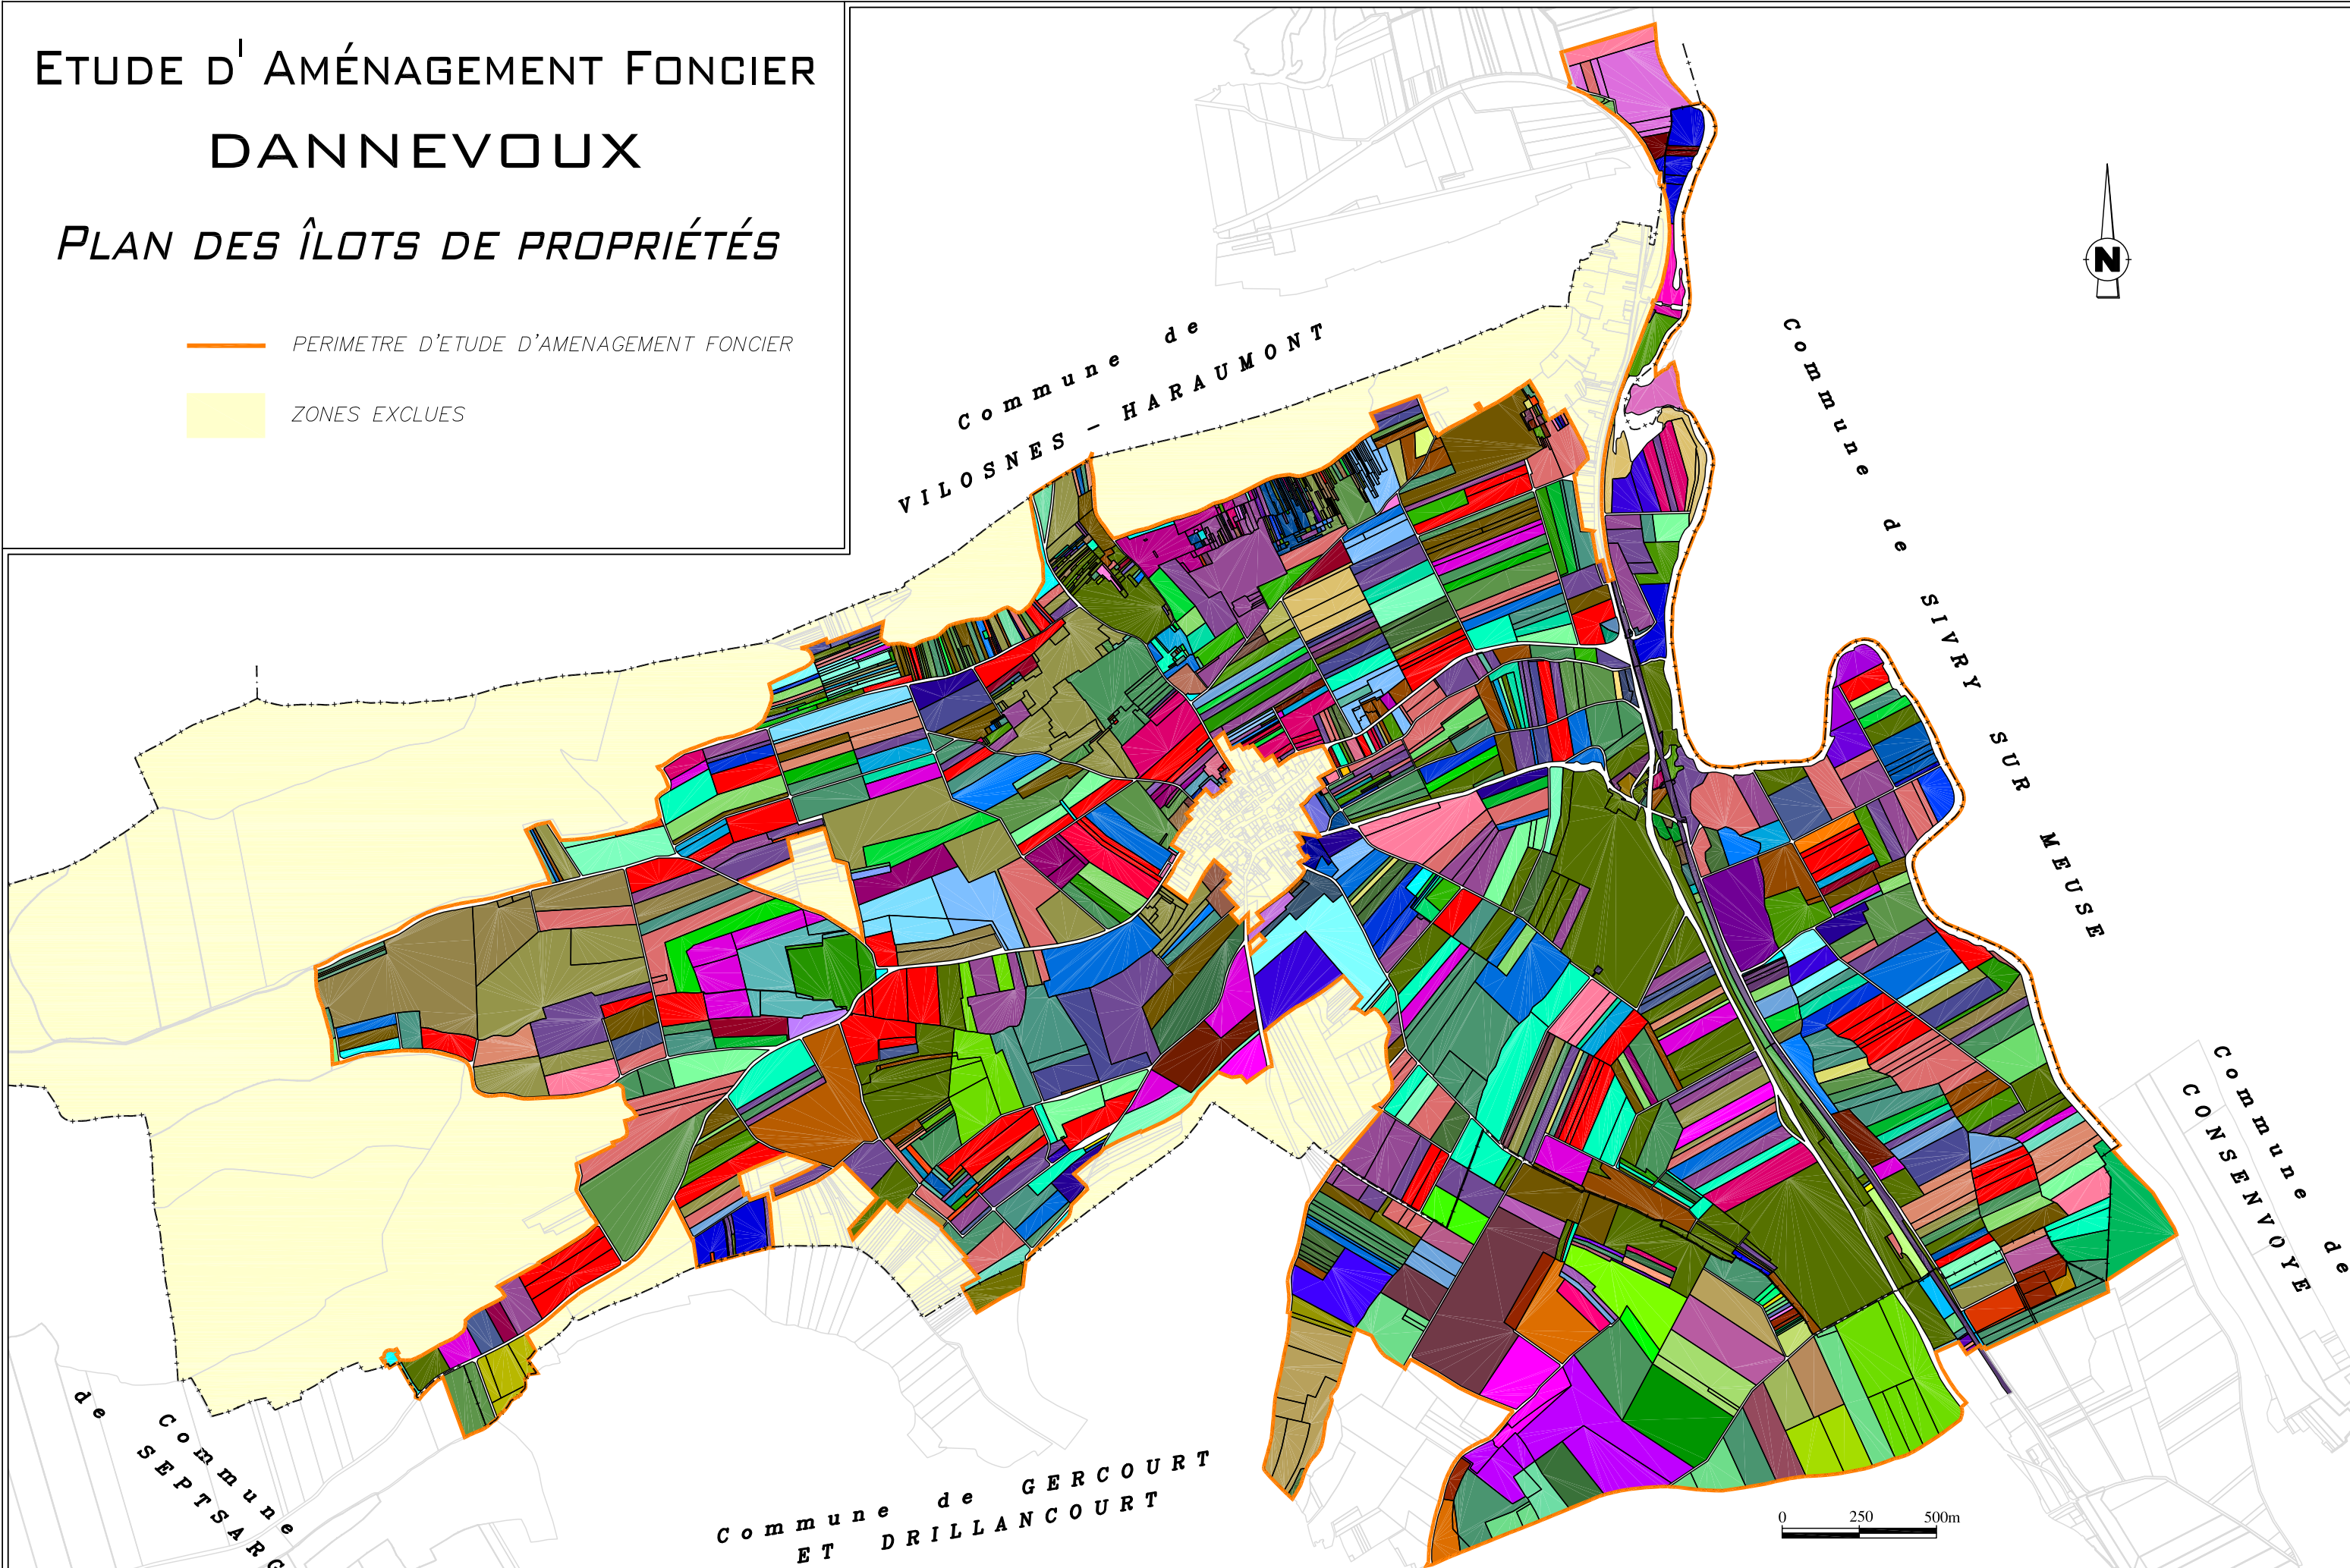 ETUDE D' AMÉNAGEMENT FONCIER
DANNEVOUX
PLAN DES ÎLOTS DE PROPRIÉTÉS
PERIMETRE D'ETUDE D'AMENAGEMENT FONCIER
ZONES EXCLUES
N
Commune de
VILOSNES - HARAUMONT
Commune de SIVRY SUR MEUSE
Commune de
CONSENVOYE
Commune
de SEPTSARG
Commune de GERCOURT
ET DRILLANCOURT
0 250 500m